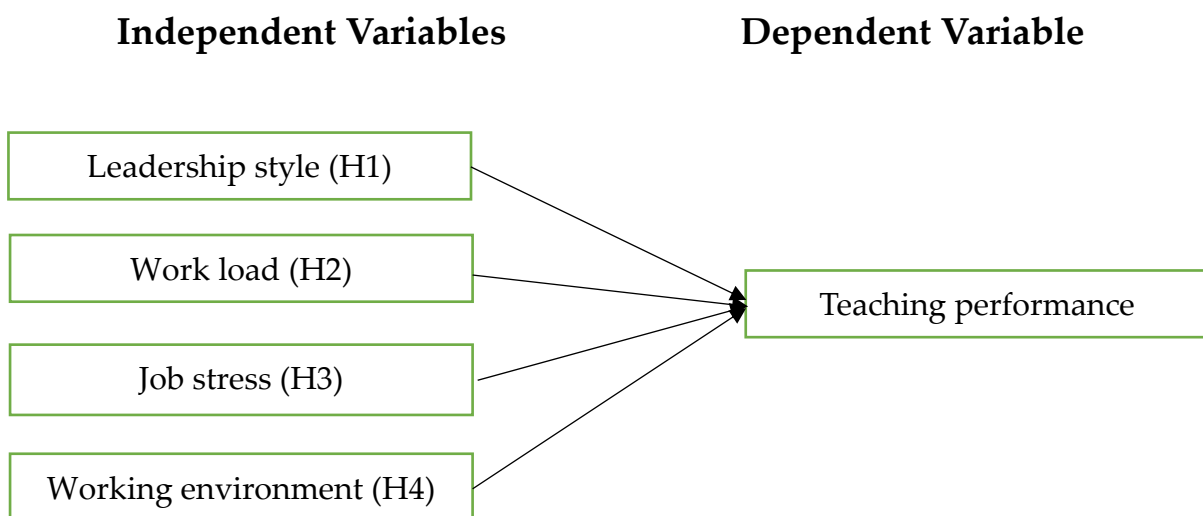 Independent Variables
Dependent Variable
Leadership style (H1)
Work load (H2)
Teaching performance
Job stress (H3)
Working environment (H4)